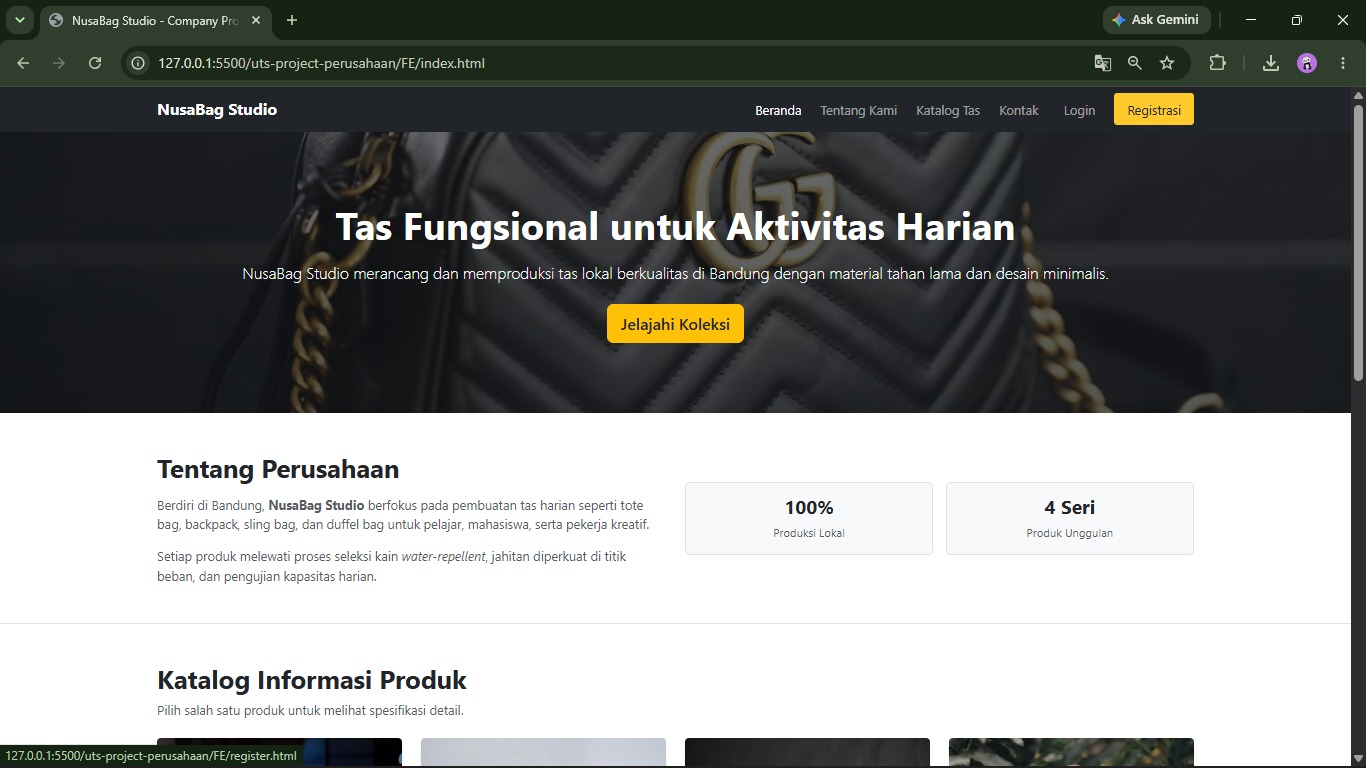 NusaBag Studio - Company Pro
Ask Gemini
127.0.0.1:5500/uts-project-perusahaan/FE/index.html
NusaBag Studio
Beranda
Tentang Kami
Katalog Tas
Kontak
Login
Registrasi
Tas Fungsional untuk Aktivitas Harian
NusaBag Studio merancang dan memproduksi tas lokal berkualitas di Bandung dengan material tahan lama dan desain minimalis.
Jelajahi Koleksi
Tentang Perusahaan
Berdiri di Bandung, NusaBag Studio berfokus pada pembuatan tas harian seperti tote
bag, backpack, sling bag, dan duffel bag untuk pelajar, mahasiswa, serta pekerja kreatif.
Setiap produk melewati proses seleksi kain water-repellent, jahitan diperkuat di titik
beban, dan pengujian kapasitas harian.
100%
Produksi Lokal
4 Seri
Produk Unggulan
Katalog Informasi Produk
Pilih salah satu produk untuk melihat spesifikasi detail.
127.0.0.1:5500/uts-project-perusahaan/FE/register.html